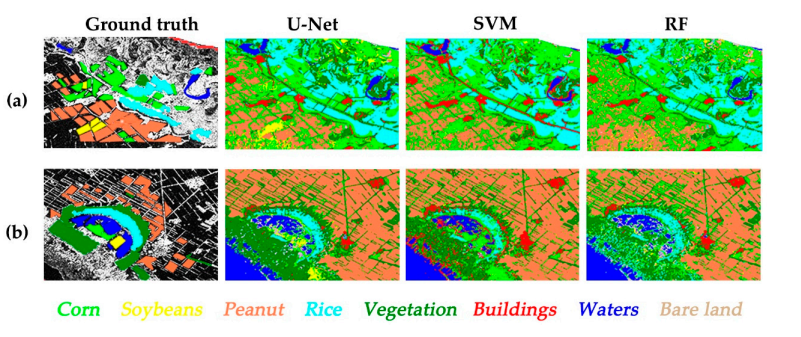 Ground truth U-Net SVM RF
(a)
(b)
Corn Soybeans Peanut Rice Vegetation Buildings Waters Bare land